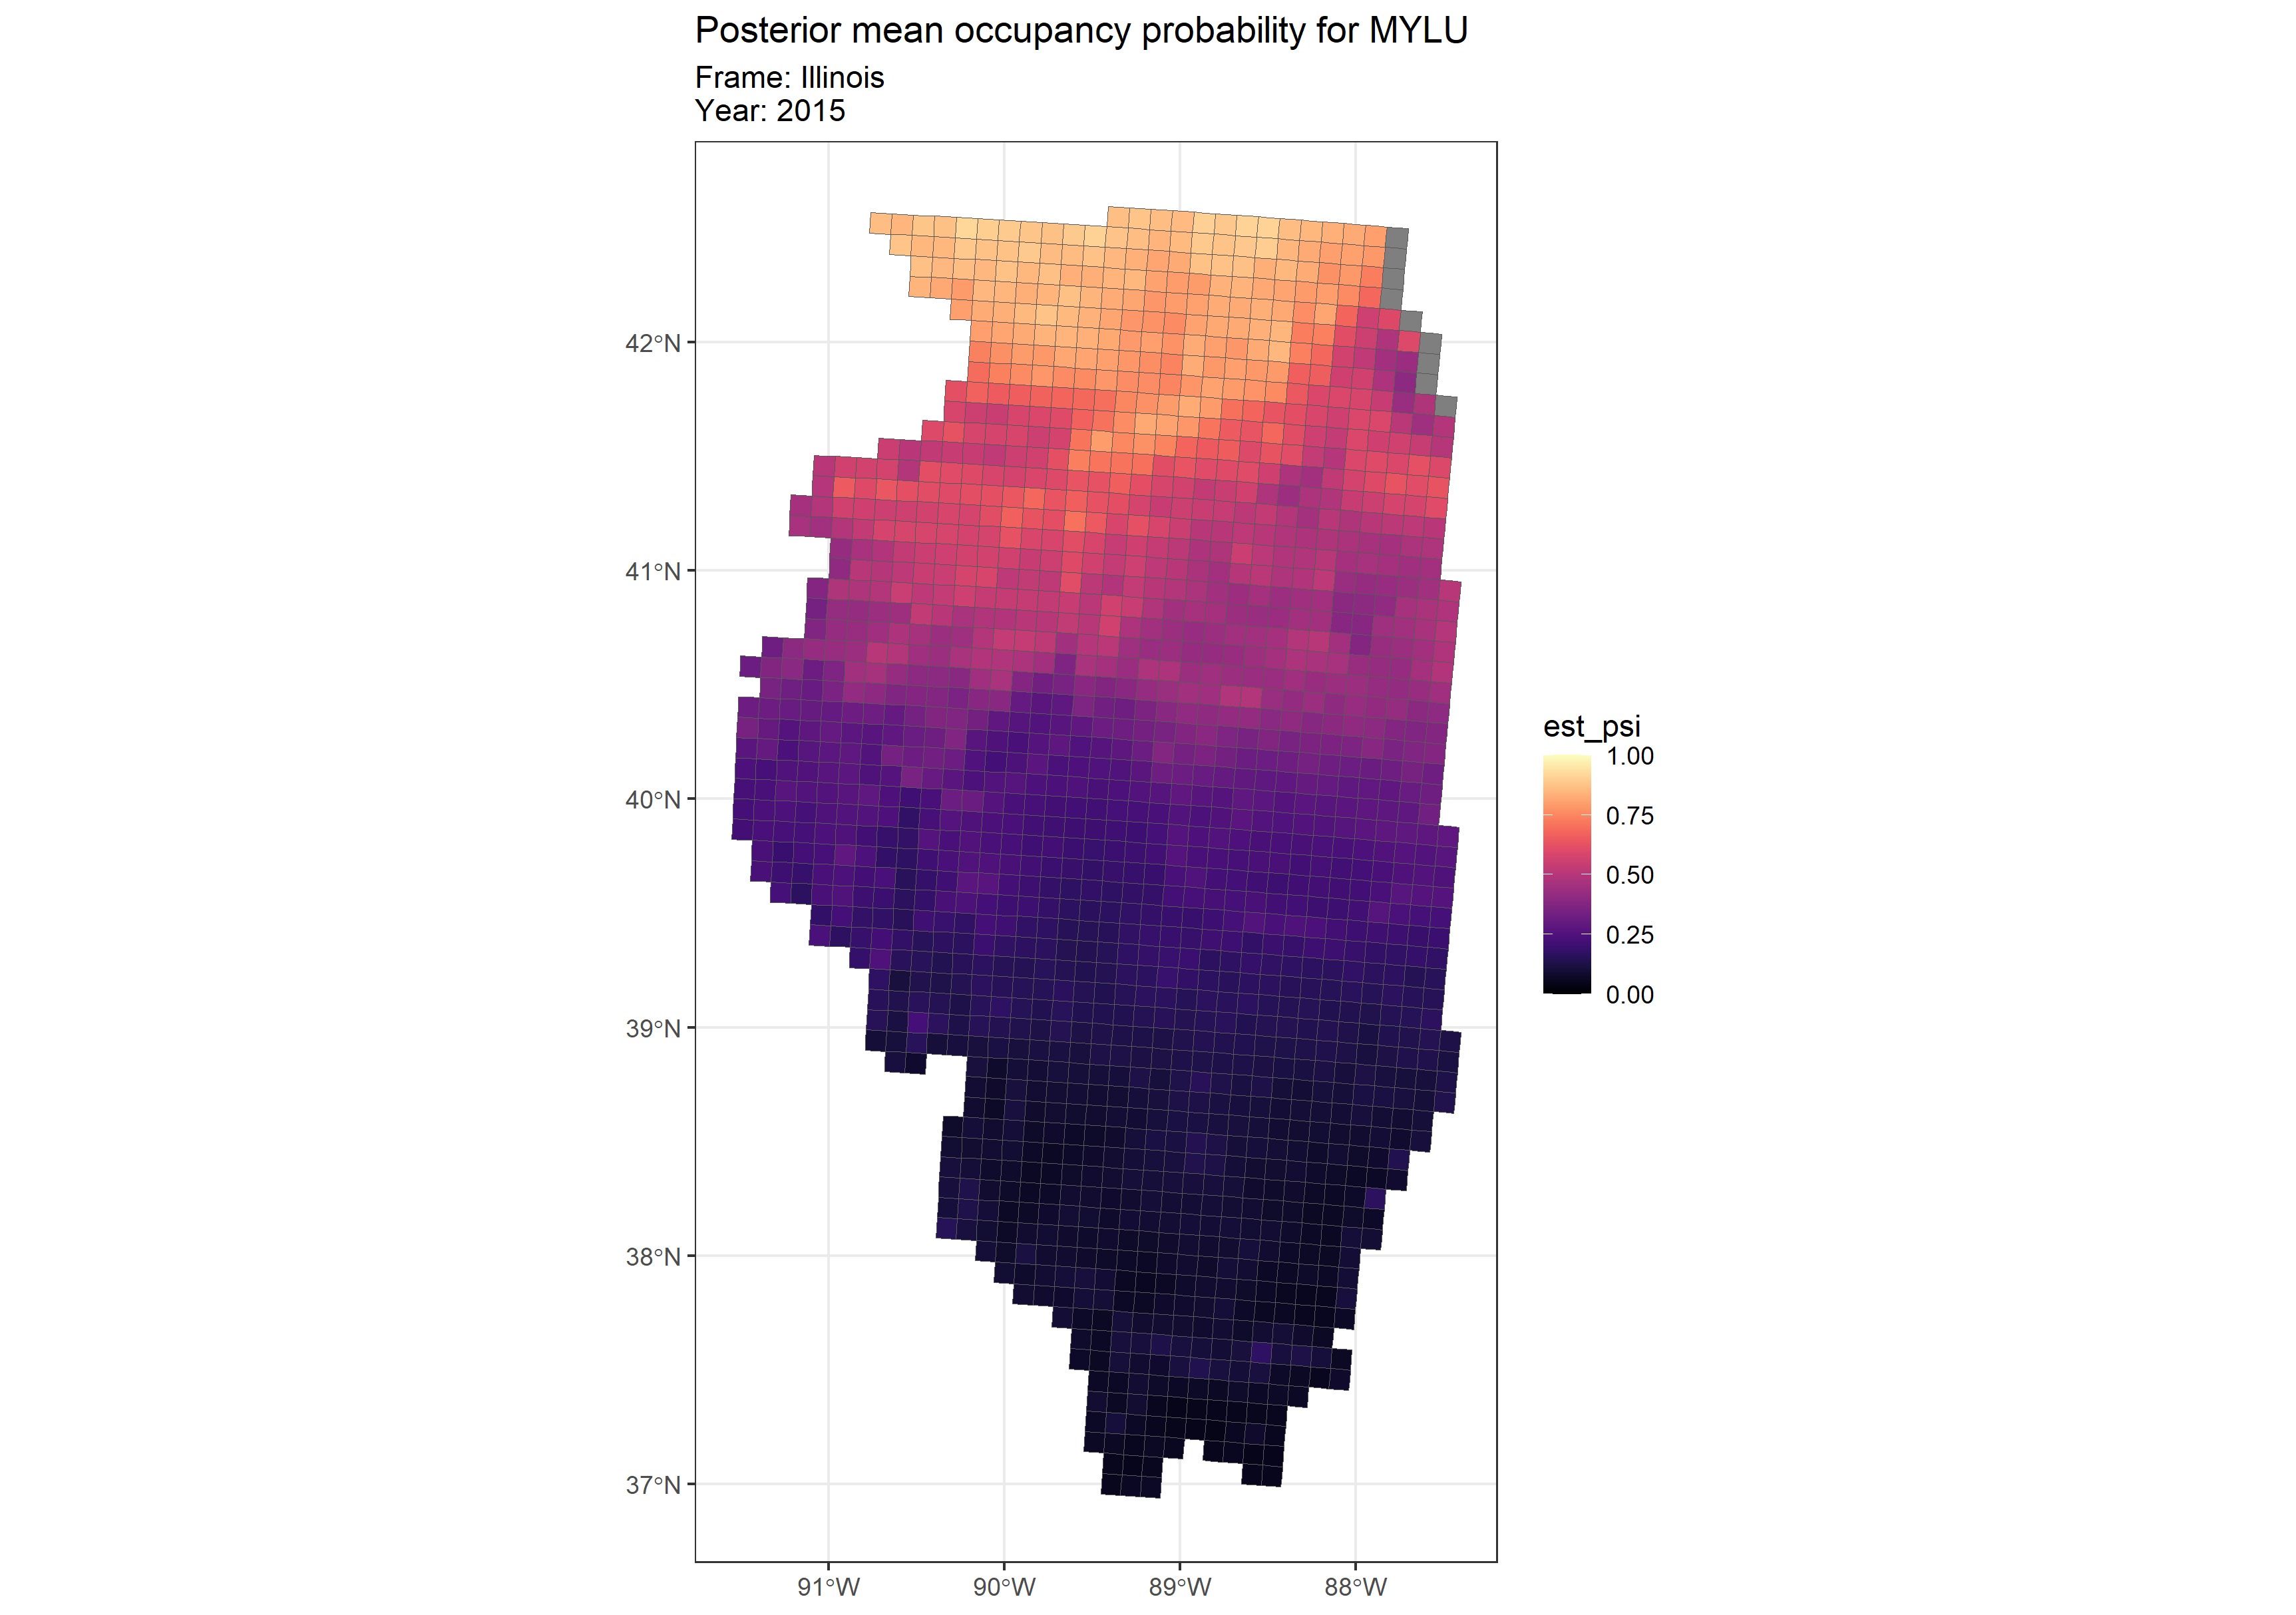 Posterior mean occupancy probability for MYLU
Frame: Illinois
Year: 2015
42°N
41°N
40°N
39°N
38°N
37°N
91°W
90°W
89°W
88°W
est_psi
1.00
0.75
0.50
0.25
0.00